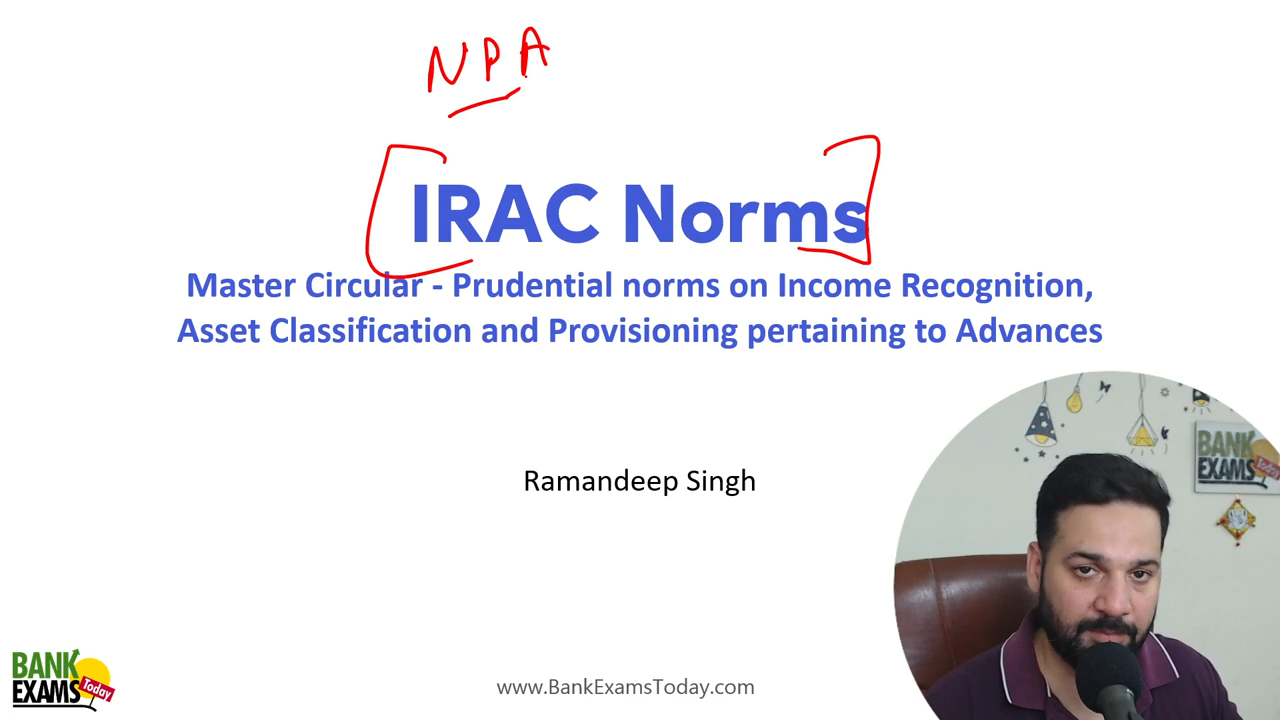 NPA
IRAC Norms
Master Circular - Prudential norms on Income Recognition,
Asset Classification and Provisioning pertaining to Advances
Ramandeep Singh
BANK
EXAMS
Today
BANK
EXAMS
Today
www.BankExamsToday.com